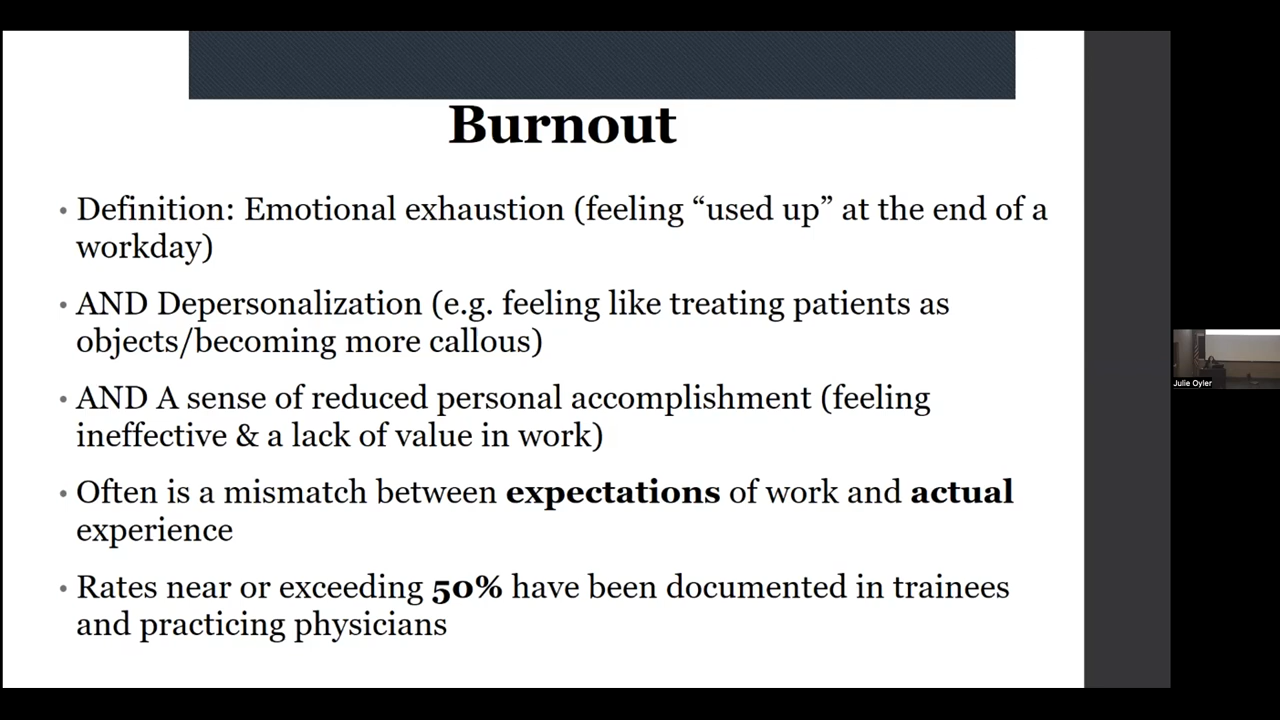 Burnout
• Definition: Emotional exhaustion (feeling “used up” at the end of a
workday)
• AND Depersonalization (e.g. feeling like treating patients as
objects/becoming more callous)
• AND A sense of reduced personal accomplishment (feeling
ineffective & a lack of value in work)
• Often is a mismatch between expectations of work and actual
experience
• Rates near or exceeding 50% have been documented in trainees
and practicing physicians
Julie Oyler